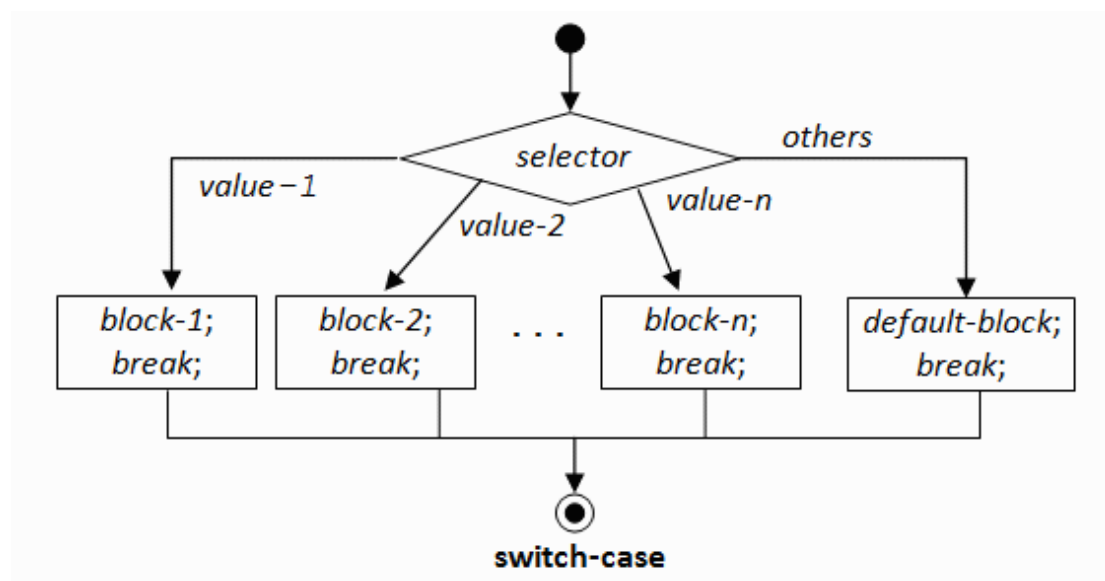 selector
others
value−1
value-2
value-n
block-1;
break;
block-2;
break;
. . .
block-n;
break;
default-block;
break;
switch-case